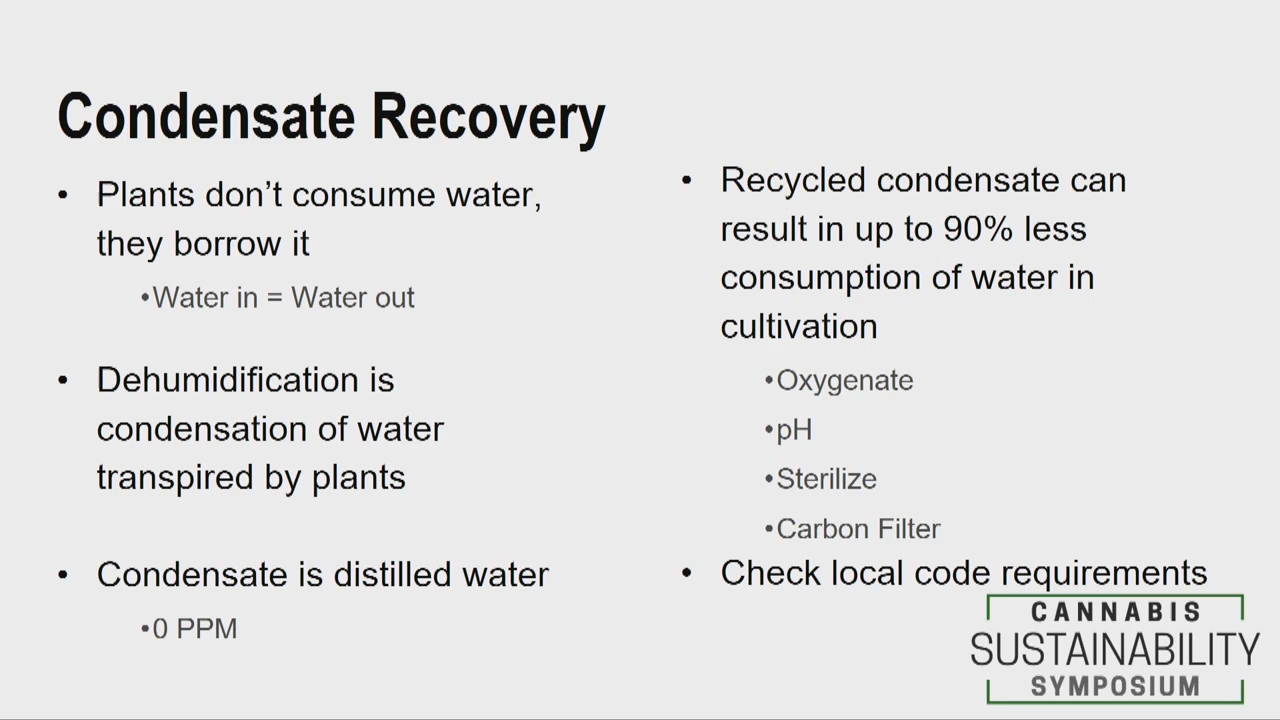 Condensate Recovery
• Plants don’t consume water,
they borrow it
•Water in = Water out
• Dehumidification is
condensation of water
transpired by plants
• Condensate is distilled water
•0 PPM
• Recycled condensate can
result in up to 90% less
consumption of water in
cultivation
•Oxygenate
•pH
•Sterilize
•Carbon Filter
• Check local code requirements
CANNABIS
SUSTAINABILITY
SYMPOSIUM